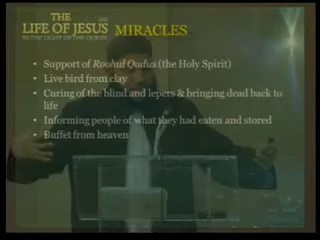 THE
LIFE OF JESUS
IN THE LIGHT OF THE QURAN
MIRACLES
• Support of Roohul Qudus (the Holy Spirit)
• Live bird from clay
• Curing of the blind and lepers & bringing dead back to
life
• Informing people of what they had eaten and stored
• Buffet from heaven